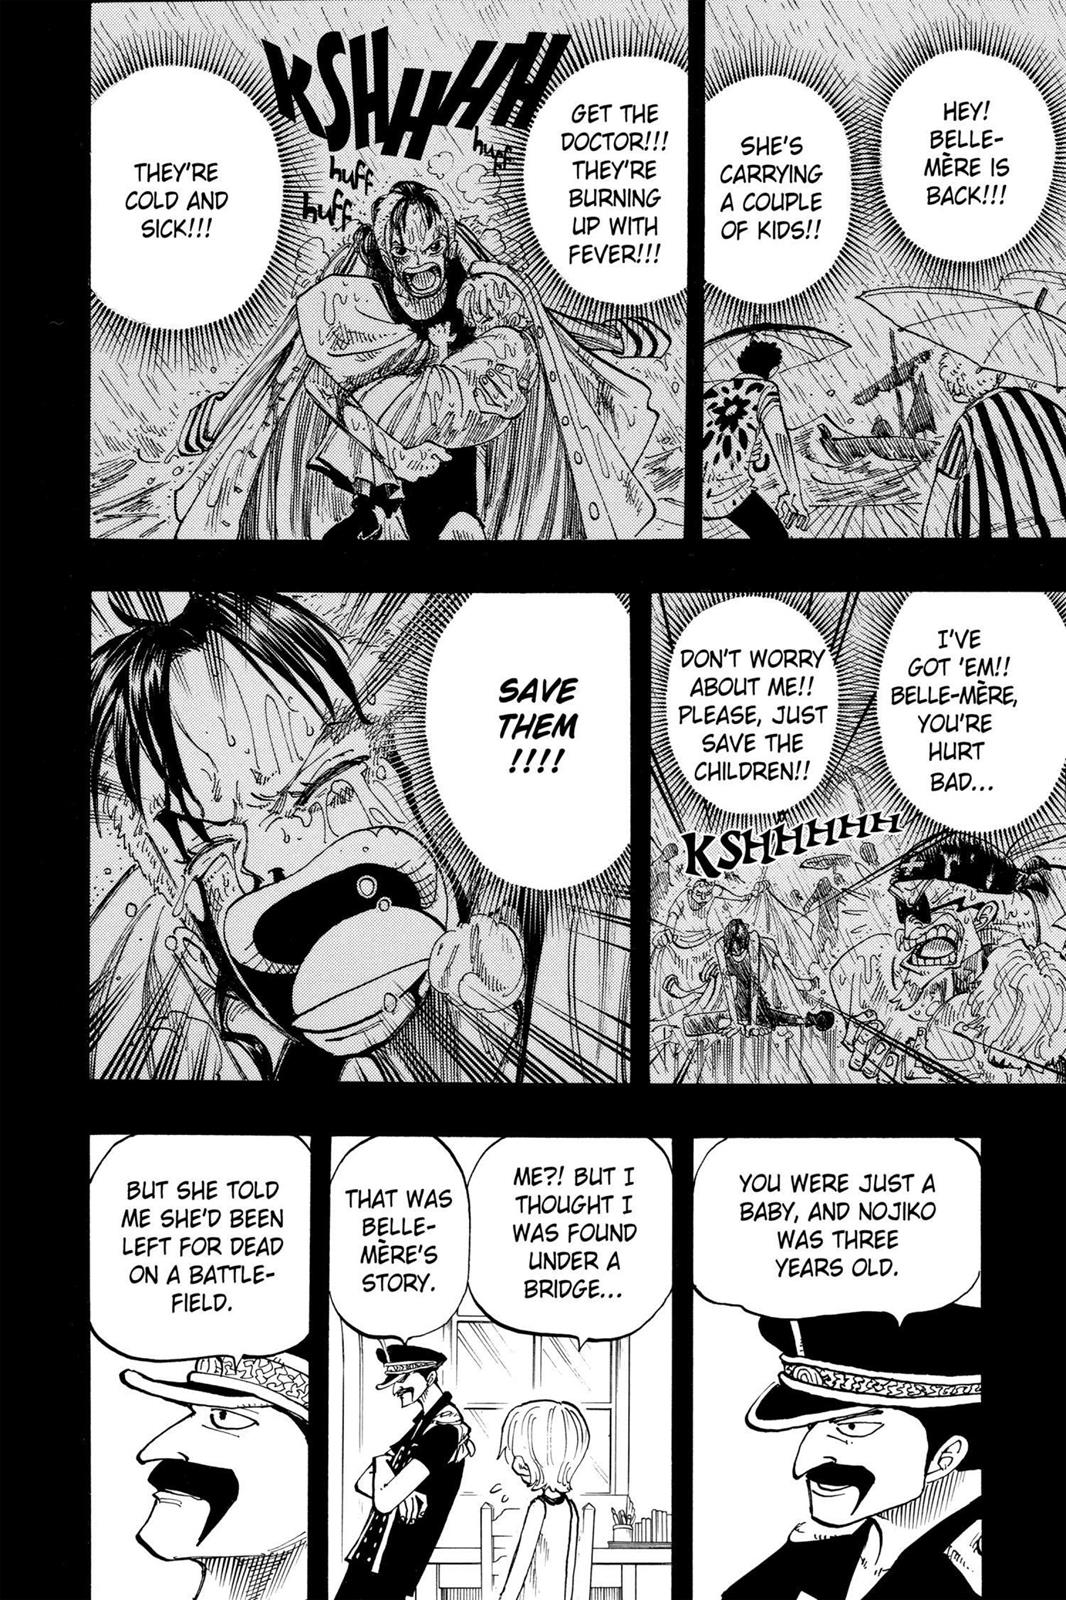 HEY!
BELLE-
MÈRE IS
BACK!!!
SHE'S
CARRYING
A COUPLE
OF KIDS!!
GET THE
DOCTOR!!!
THEY'RE
BURNING
UP WITH
FEVER!!!
KSHHHHH
huff
huff
huff
huff
THEY'RE
COLD AND
SICK!!!
I'VE
GOT 'EM!!
BELLE-MÈRE,
YOU'RE
HURT
BAD...
DON'T WORRY
ABOUT ME!!
PLEASE, JUST
SAVE THE
CHILDREN!!
KSHHHHHH
SAVE
THEM
!!!!
YOU WERE JUST A
BABY, AND NOJIKO
WAS THREE
YEARS OLD.
ME?! BUT I
THOUGHT I
WAS FOUND
UNDER A
BRIDGE...
THAT WAS
BELLE-
MÈRE'S
STORY.
BUT SHE TOLD
ME SHE'D BEEN
LEFT FOR DEAD
ON A BATTLE-
FIELD.